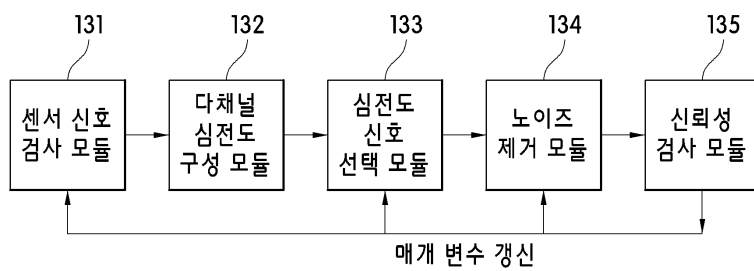 131
132
133
134
135
센서 신호
검사 모듈
다채널
심전도
구성 모듈
심전도
신호
선택 모듈
노이즈
제거 모듈
신뢰성
검사 모듈
매개 변수 갱신